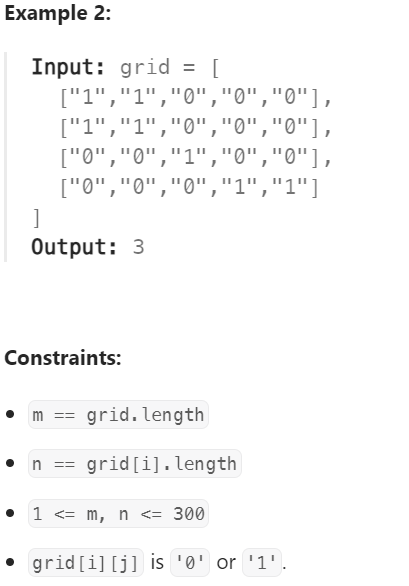 Example 2:
Input: grid = [
["1","1","0","0","0"],
["1","1","0","0","0"],
["0","0","1","0","0"],
["0","0","0","1","1"]
]
Output: 3
Constraints:
• m == grid.length
• n == grid[i].length
• 1 <= m, n <= 300
• grid[i][j] is '0' or '1'.